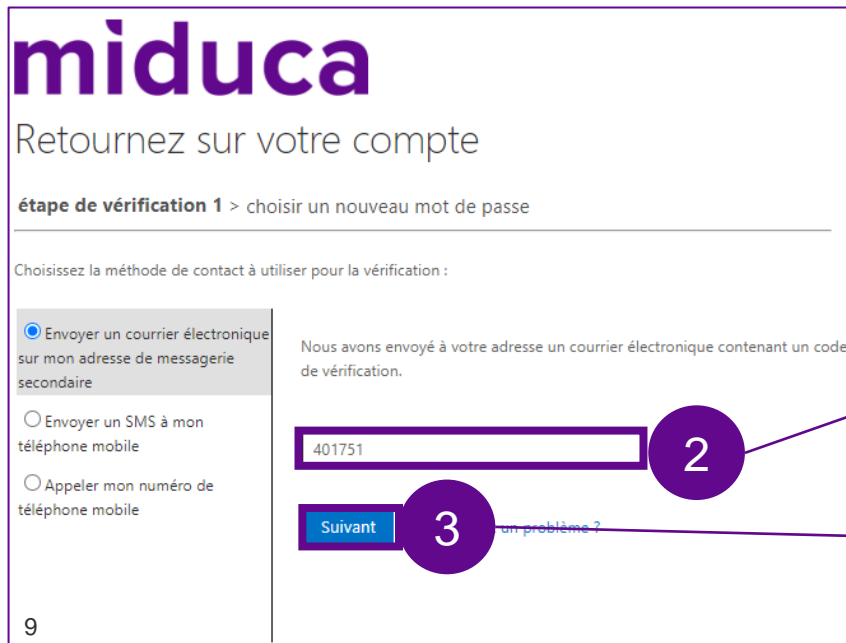 miduca
Retournez sur votre compte
étape de vérification 1 > choisir un nouveau mot de passe
Choisissez la méthode de contact à utiliser pour la vérification :
Envoyer un courrier électronique
sur mon adresse de messagerie
secondaire
Envoyer un SMS à mon
téléphone mobile
Appeler mon numéro de
téléphone mobile
Nous avons envoyé à votre adresse un courrier électronique contenant un code
de vérification.
401751
2
Suivant
3
un problème ?
9